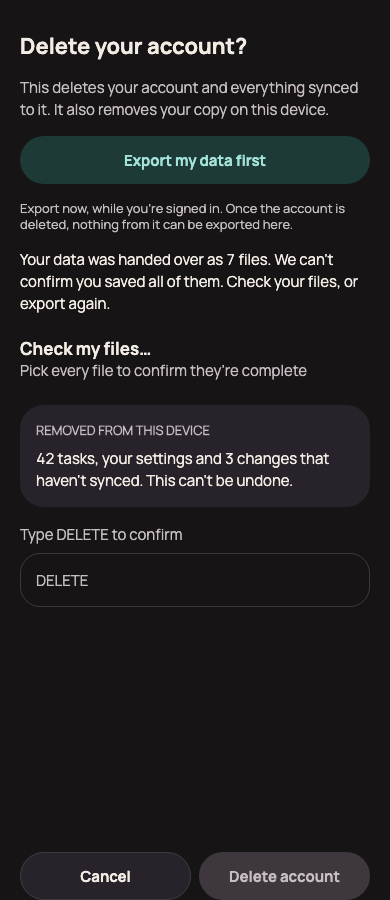 Delete your account?
This deletes your account and everything synced
to it. It also removes your copy on this device.
Export my data first
Export now, while you're signed in. Once the account is
deleted, nothing from it can be exported here.
Your data was handed over as 7 files. We can't
confirm you saved all of them. Check your files, or
export again.
Check my files…
Pick every file to confirm they're complete
REMOVED FROM THIS DEVICE
42 tasks, your settings and 3 changes that
haven't synced. This can't be undone.
Type DELETE to confirm
DELETE
Cancel
Delete account